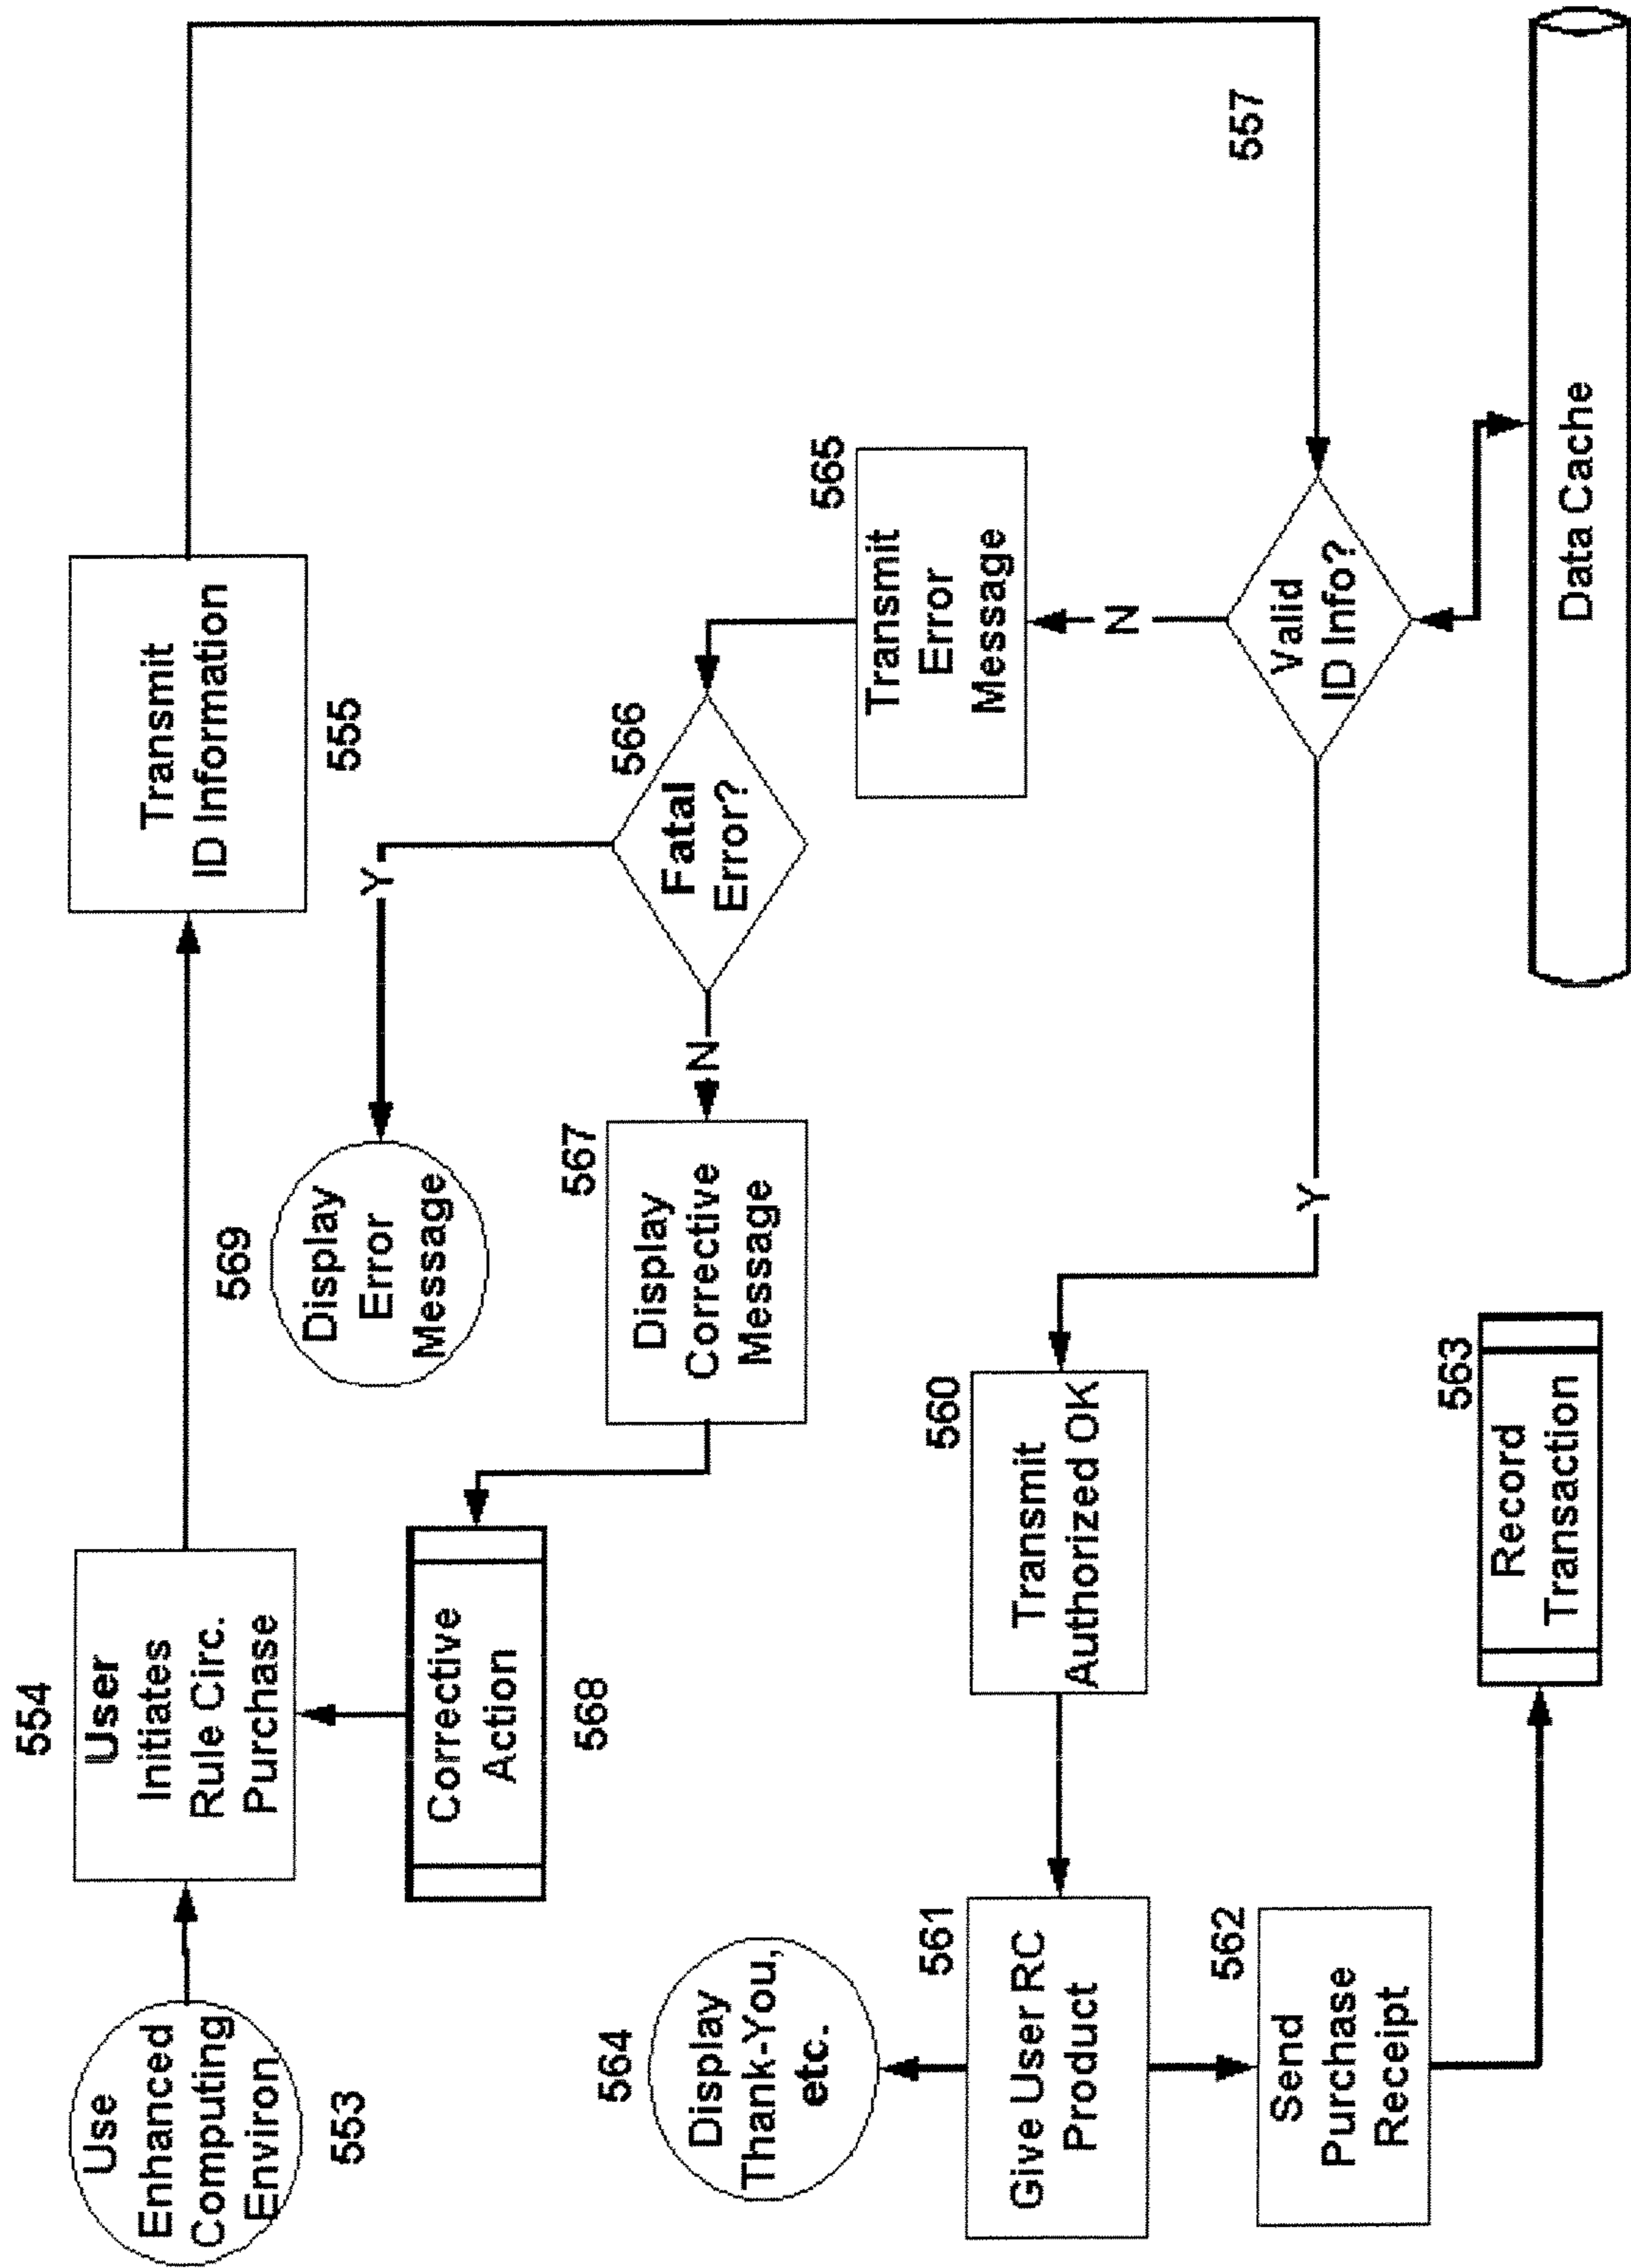 Use
Enhanced
Computing
Environ
553
554
User
Initiates
Rule Circ.
Purchase
Transmit
ID Information
555
Corrective
Action
568
569
Display
Error
Message
Y
566
Fatal
Error?
N
567
Display
Corrective
Message
565
Transmit
Error
Message
N
557
Valid
ID Info?
Y
Data Cache
560
Transmit
Authorized OK
561
Give User RC
Product
564
Display
Thank-You,
etc.
562
Send
Purchase
Receipt
563
Record
Transaction